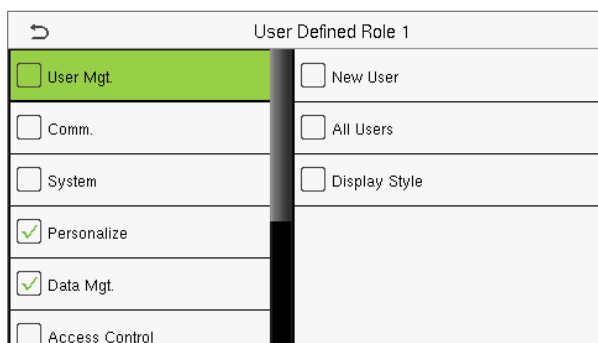 User Defined Role 1
User Mgt.
New User
Comm.
All Users
System
Display Style
Personalize
Data Mgt.
Access Control